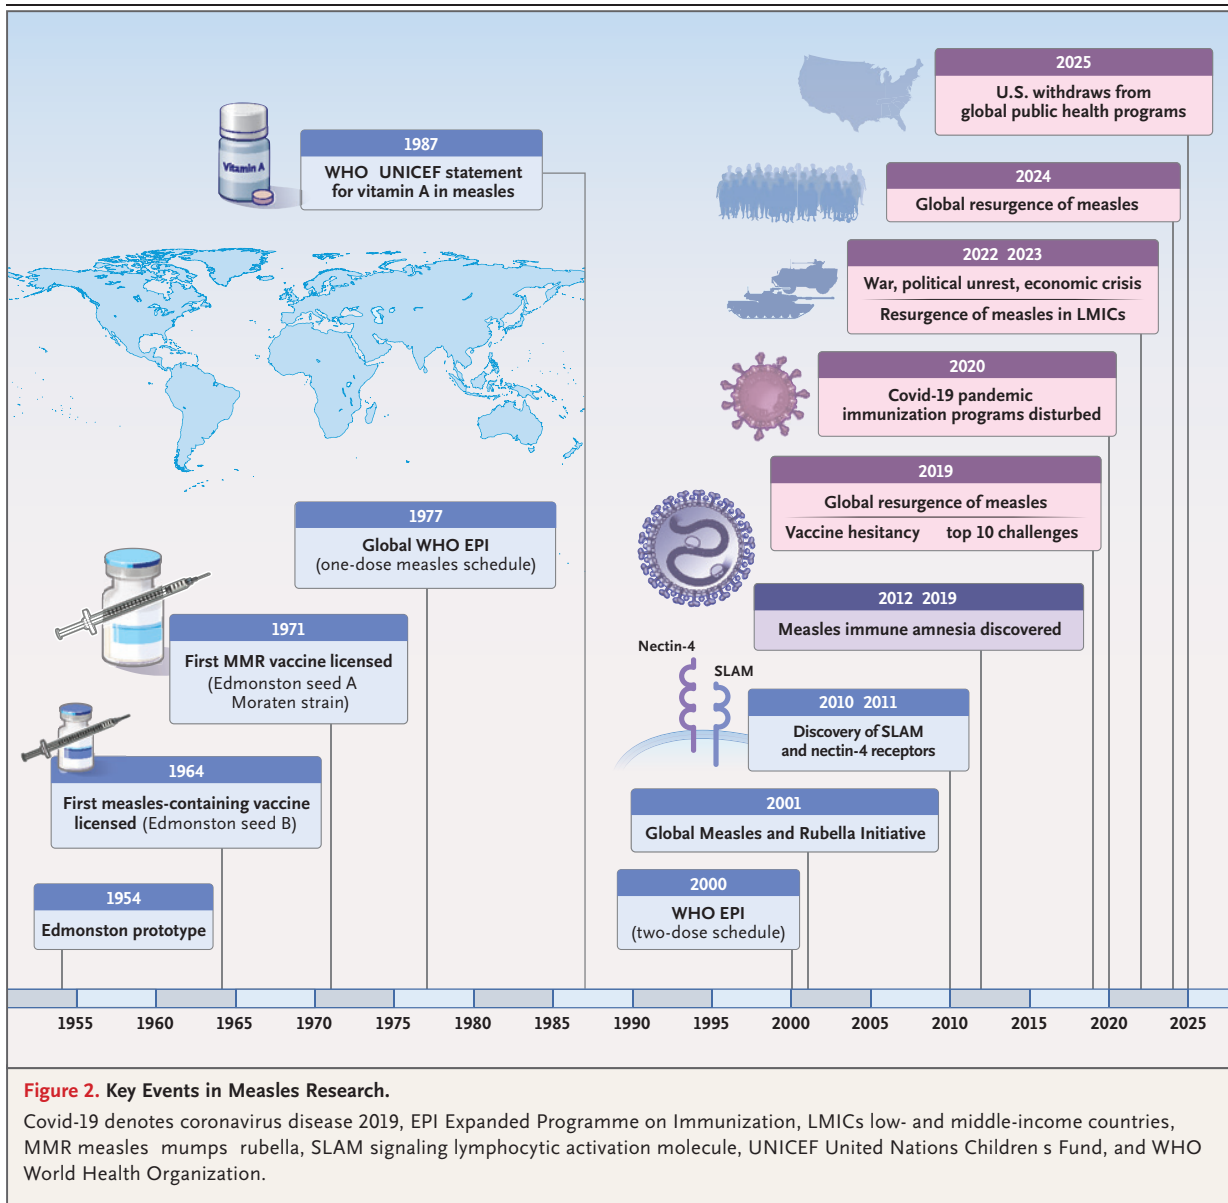 1987
Vitamin A
WHO UNICEF statement
for vitamin A in measles
1977
Global WHO EPI
(one-dose measles schedule)
1971
First MMR vaccine licensed
(Edmonston seed A
Moraten strain)
1964
First measles-containing vaccine
licensed (Edmonston seed B)
1954
Edmonston prototype
2025
U.S. withdraws from
global public health programs
2024
Global resurgence of measles
2022 2023
War, political unrest, economic crisis
Resurgence of measles in LMICs
2020
Covid-19 pandemic
immunization programs disturbed
2019
Global resurgence of measles
Vaccine hesitancy top 10 challenges
2012 2019
Measles immune amnesia discovered
Nectin-4
SLAM
2010 2011
Discovery of SLAM
and nectin-4 receptors
2001
Global Measles and Rubella Initiative
2000
WHO EPI
(two-dose schedule)
1955 1960 1965 1970 1975 1980 1985 1990 1995 2000 2005 2010 2015 2020 2025
Figure 2. Key Events in Measles Research.
Covid-19 denotes coronavirus disease 2019, EPI Expanded Programme on Immunization, LMICs low- and middle-income countries,
MMR measles mumps rubella, SLAM signaling lymphocytic activation molecule, UNICEF United Nations Children s Fund, and WHO
World Health Organization.